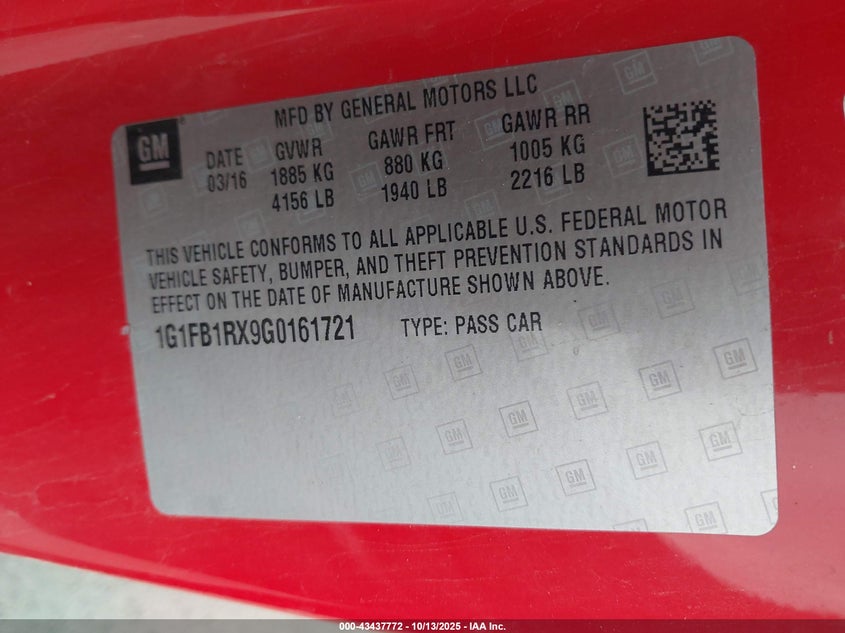 MFD BY GENERAL MOTORS LLC
GM
DATE GVWR GAWR FRT GAWR RR
03/16 1885 KG 880 KG 1005 KG
4156 LB 1940 LB 2216 LB
THIS VEHICLE CONFORMS TO ALL APPLICABLE U.S. FEDERAL MOTOR
VEHICLE SAFETY, BUMPER, AND THEFT PREVENTION STANDARDS IN
EFFECT ON THE DATE OF MANUFACTURE SHOWN ABOVE.
1G1FB1RX9G0161721 TYPE: PASS CAR
000-43437772 - 10/13/2025 - IAA Inc.